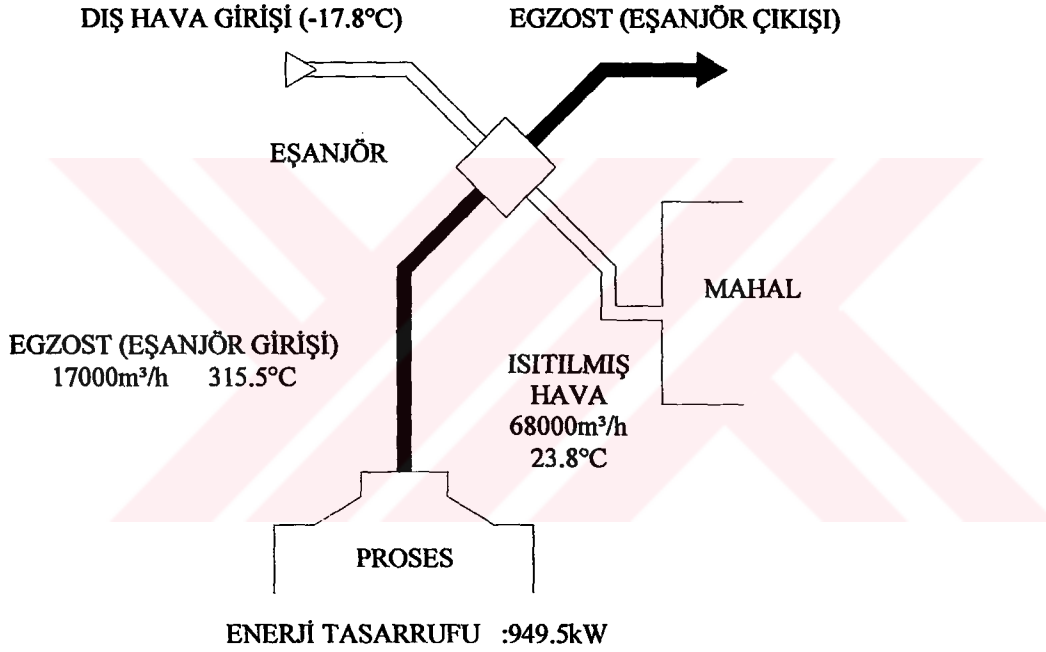 DIŞ HAVA GİRİŞİ (-17.8°C)
EGZOST (EŞANJÖR ÇIKIŞI)
EŞANJÖR
MAHAL
EGZOST (EŞANJÖR GİRİŞİ)
17000m³/h 315.5°C
ISITILMIŞ
HAVA
68000m³/h
23.8°C
PROSES
ENERJİ TASARRUFU :949.5kW